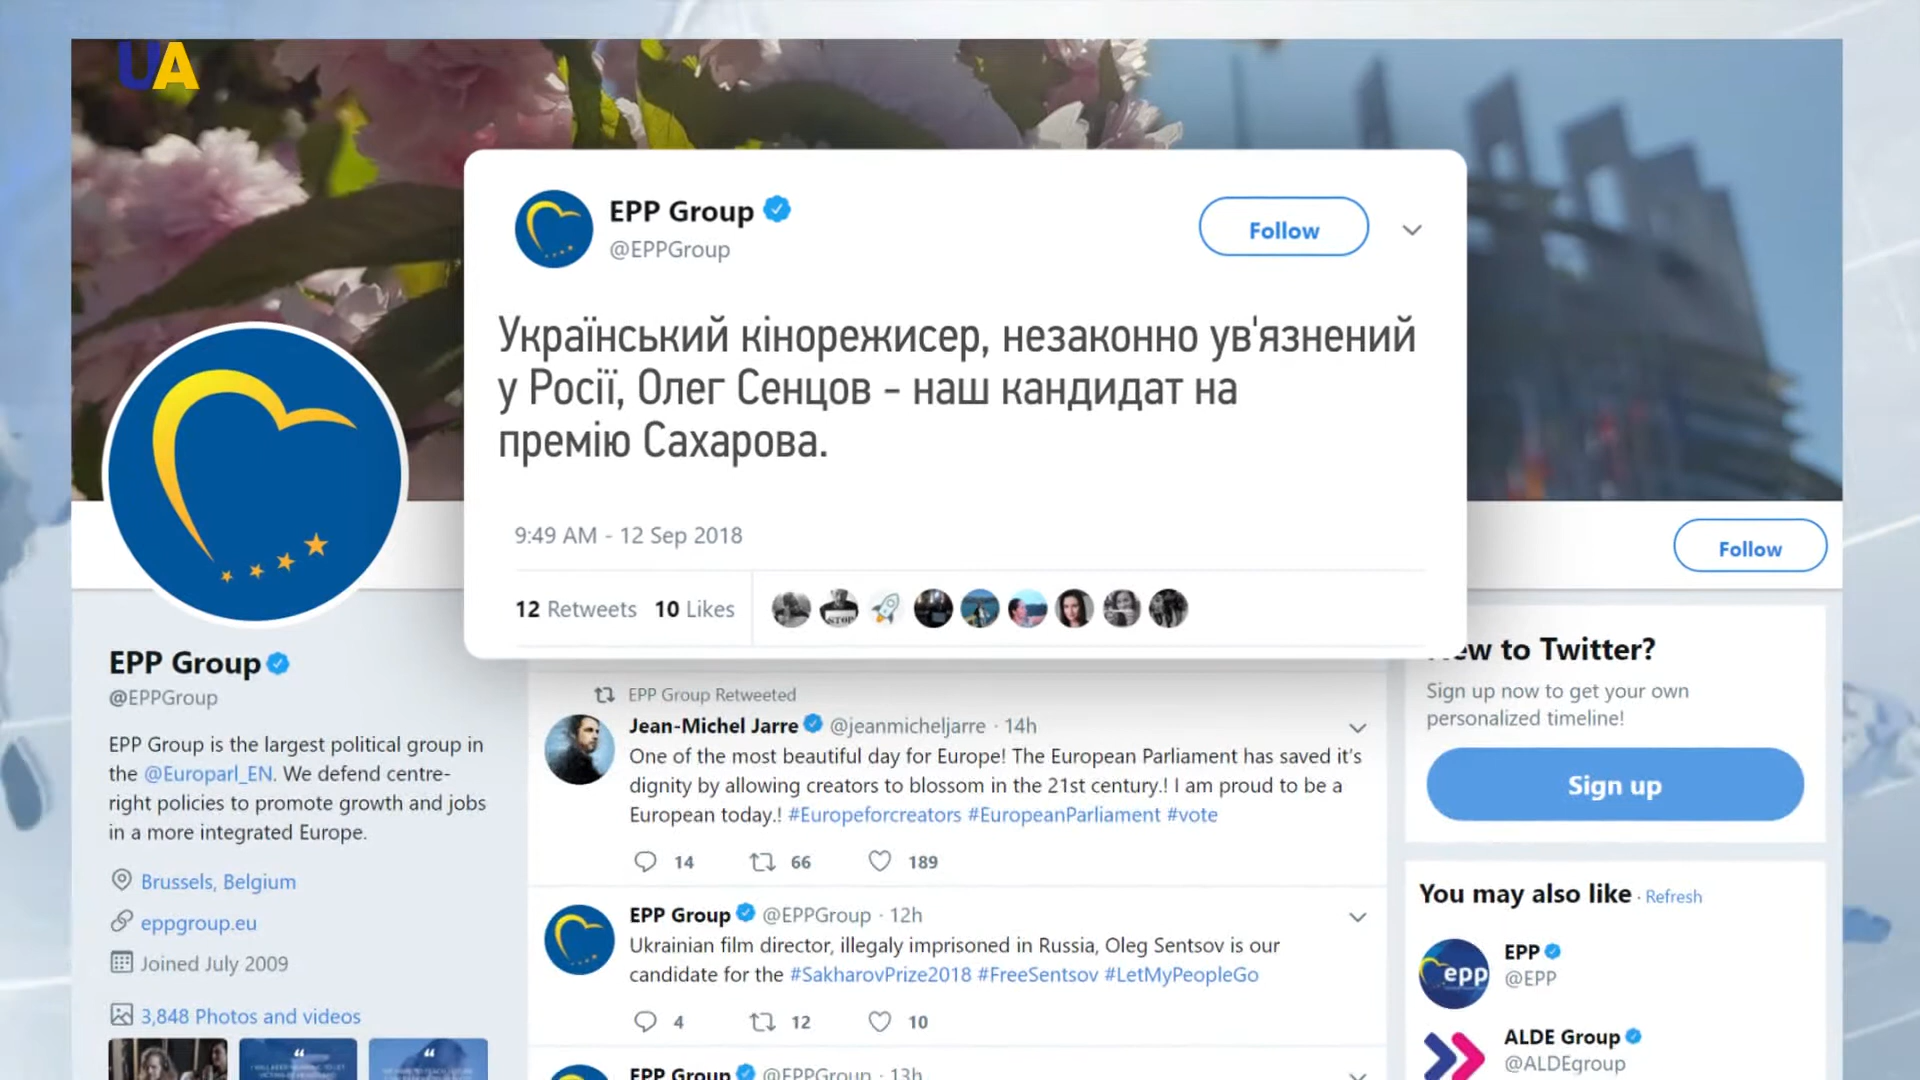 UA
EPP Group
@EPPGroup
Follow
Український кінорежисер, незаконно ув'язнений
у Росії, Олег Сенцов - наш кандидат на
премію Сахарова.
9:49 AM - 12 Sep 2018
12 Retweets 10 Likes
STOP
Follow
EPP Group
@EPPGroup
EPP Group is the largest political group in
the @Europarl_EN. We defend centre-
right policies to promote growth and jobs
in a more integrated Europe.
Brussels, Belgium
eppgroup.eu
Joined July 2009
3,848 Photos and videos
EPP Group Retweeted
Jean-Michel Jarre @jeanmicheljarre · 14h
One of the most beautiful day for Europe! The European Parliament has saved it's
dignity by allowing creators to blossom in the 21st century.! I am proud to be a
European today.! #Europeforcreators #EuropeanParliament #vote
14 66 189
EPP Group @EPPGroup · 12h
Ukrainian film director, illegaly imprisoned in Russia, Oleg Sentsov is our
candidate for the #SakharovPrize2018 #FreeSentsov #LetMyPeopleGo
4 12 10
EPP Group @EPPGroup · 13h
to Twitter?
Sign up now to get your own
personalized timeline!
Sign up
You may also like · Refresh
epp
EPP
@EPP
ALDE Group
@ALDEgroup